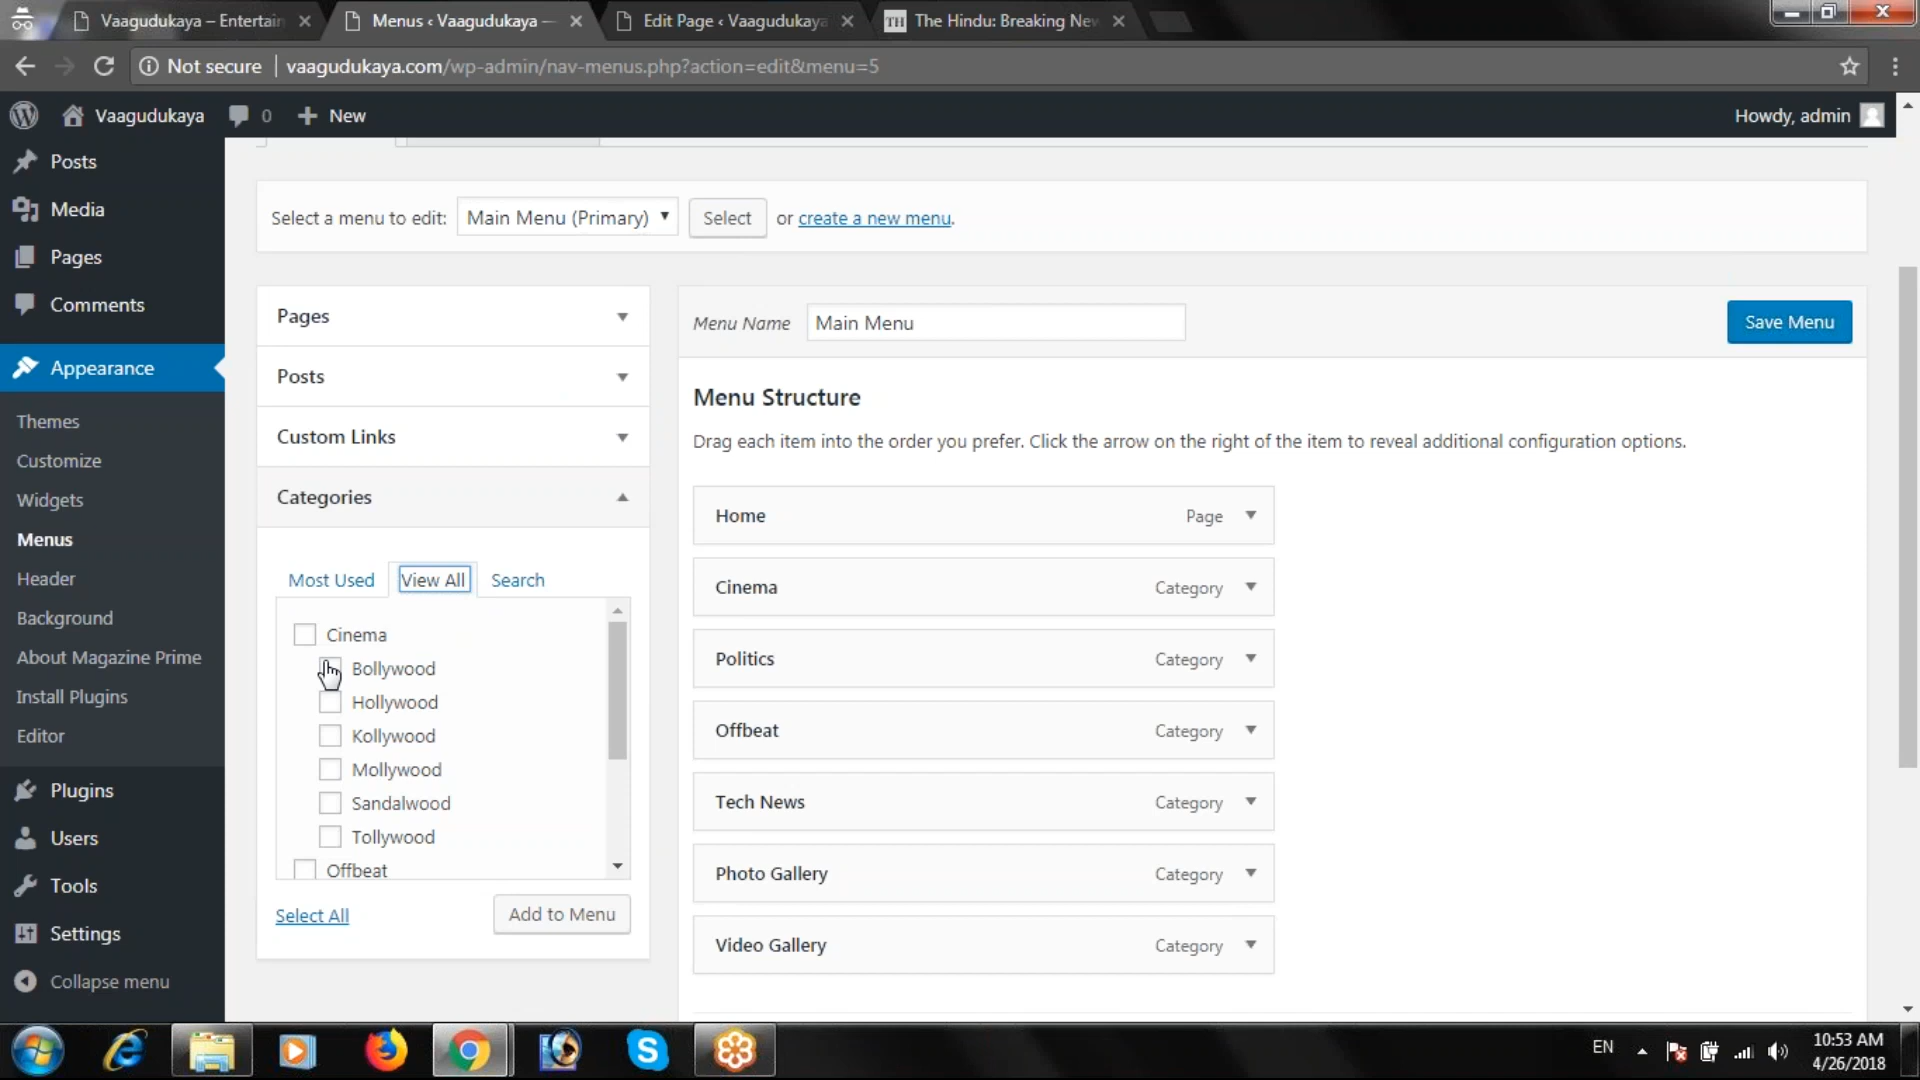 Vaagudukaya – Entertain
Menus ‹ Vaagudukaya —
Edit Page ‹ Vaagudukaya
TH The Hindu: Breaking Nev
Not secure vaagudukaya.com/wp-admin/nav-menus.php?action=edit&menu=5
Vaagudukaya 0 New Howdy, admin
Posts
Media
Pages
Comments
Appearance
Themes
Customize
Widgets
Menus
Header
Background
About Magazine Prime
Install Plugins
Editor
Plugins
Users
Tools
Settings
Collapse menu
Select a menu to edit: Main Menu (Primary) Select or create a new menu.
Pages
Posts
Custom Links
Categories
Most Used View All Search
Cinema
Bollywood
Hollywood
Kollywood
Mollywood
Sandalwood
Tollywood
Offbeat
Select All Add to Menu
Menu Name Main Menu Save Menu
Menu Structure
Drag each item into the order you prefer. Click the arrow on the right of the item to reveal additional configuration options.
Home Page
Cinema Category
Politics Category
Offbeat Category
Tech News Category
Photo Gallery Category
Video Gallery Category
EN
10:53 AM
4/26/2018